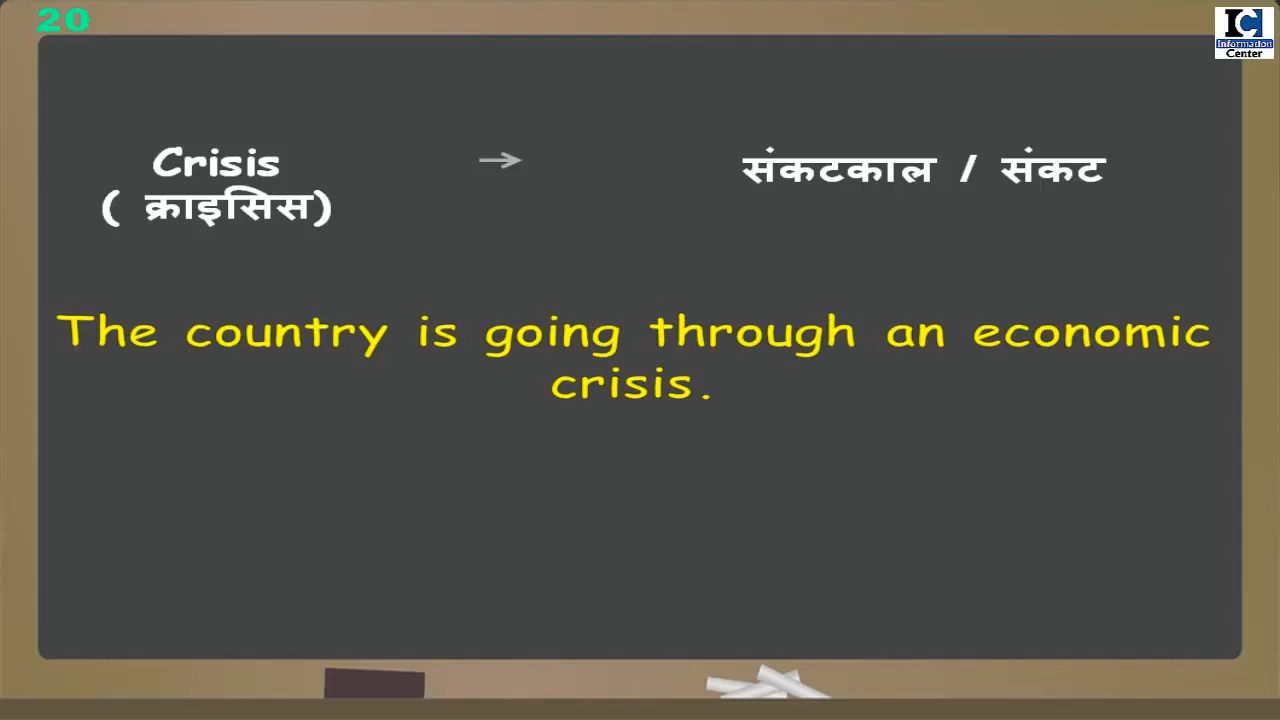 20
IC
Information
Center
Crisis → संकटकाल / संकट
( क्राइसिस)
The country is going through an economic
crisis.